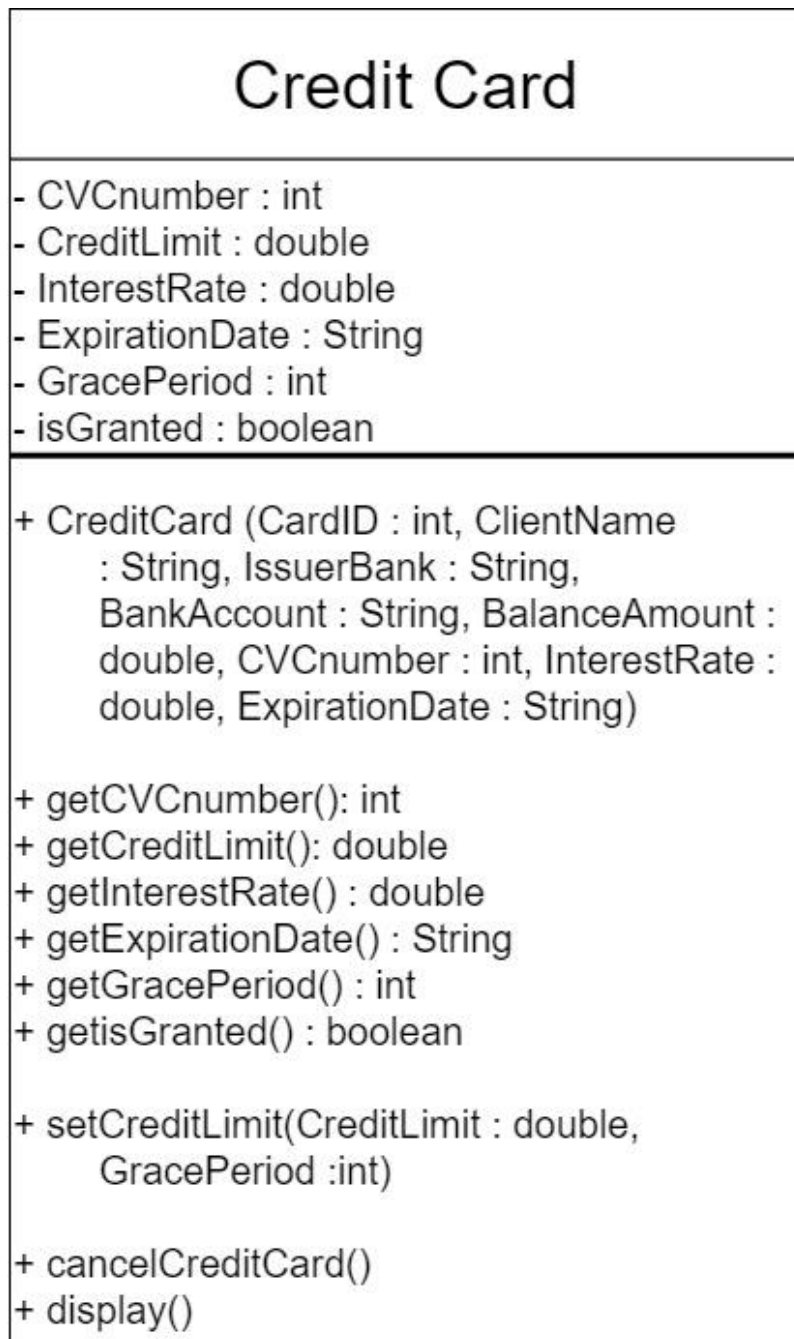 Credit Card
- CVCnumber : int
- CreditLimit : double
- InterestRate : double
- ExpirationDate : String
- GracePeriod : int
- isGranted : boolean
+ CreditCard (CardID : int, ClientName
: String, IssuerBank : String,
BankAccount : String, BalanceAmount :
double, CVCnumber : int, InterestRate :
double, ExpirationDate : String)
+ getCVCnumber(): int
+ getCreditLimit(): double
+ getInterestRate() : double
+ getExpirationDate() : String
+ getGracePeriod() : int
+ getisGranted() : boolean
+ setCreditLimit(CreditLimit : double,
GracePeriod :int)
+ cancelCreditCard()
+ display()